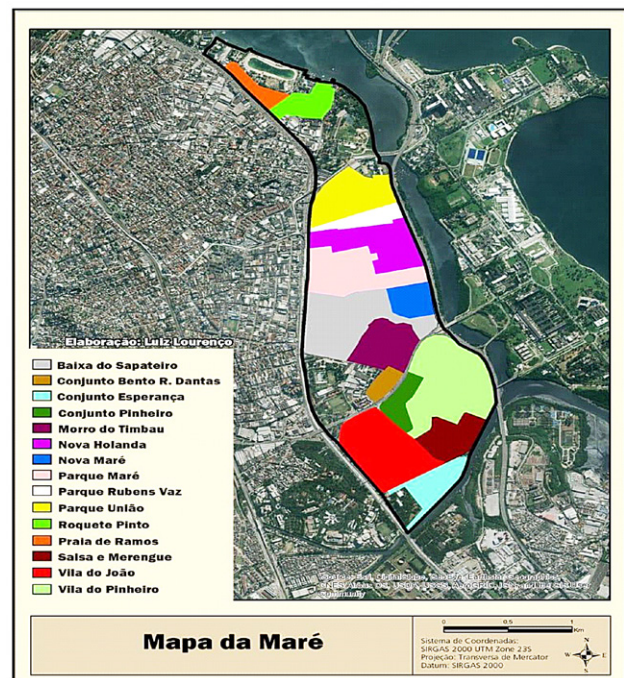 Elaboração: Luiz Lourenço
Baixa do Sapateiro
Conjunto Bento R. Dantas
Conjunto Esperança
Conjunto Pinheiro
Morro do Timbau
Nova Holanda
Nova Maré
Parque Maré
Parque Rubens Vaz
Parque União
Roquete Pinto
Praia de Ramos
Salsa e Merengue
Vila do João
Vila do Pinheiro
Community
Mapa da Maré
0 0,5 1
Km
Sistema de Coordenadas:
SIRGAS 2000 UTM Zone 23S
Projeção: Transversa de Mercator
Datum: SIRGAS 2000
N
W E
S